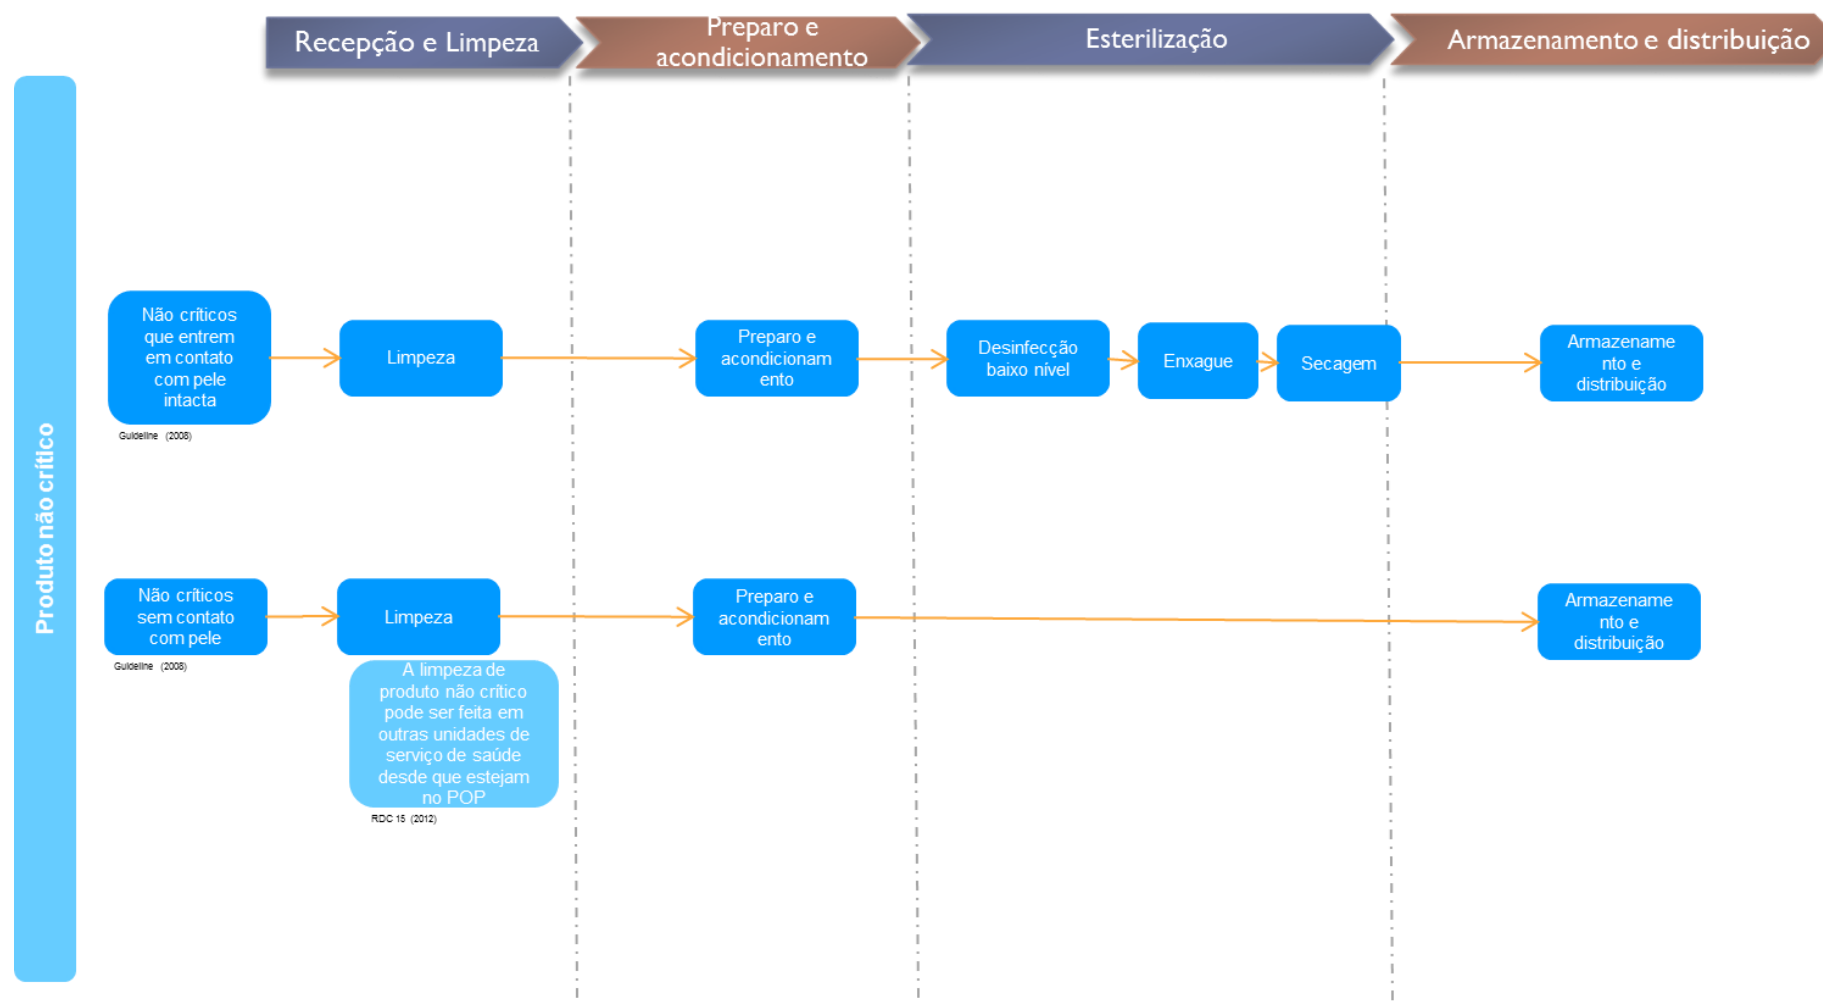 Recepção e Limpeza
Preparo e
acondicionamento
Esterilização
Armazenamento e distribuição
Produto não crítico
Não críticos
que entrem
em contato
com pele
intacta
Guideline (2008)
Limpeza
Preparo e
acondicionam
ento
Desinfecção
baixo nível
Enxague
Secagem
Armazename
nto e
distribuição
Não críticos
sem contato
com pele
Guideline (2008)
Limpeza
A limpeza de
produto não crítico
pode ser feita em
outras unidades de
serviço de saúde
desde que estejam
no POP
RDC 15 (2012)
Preparo e
acondicionam
ento
Armazename
nto e
distribuição